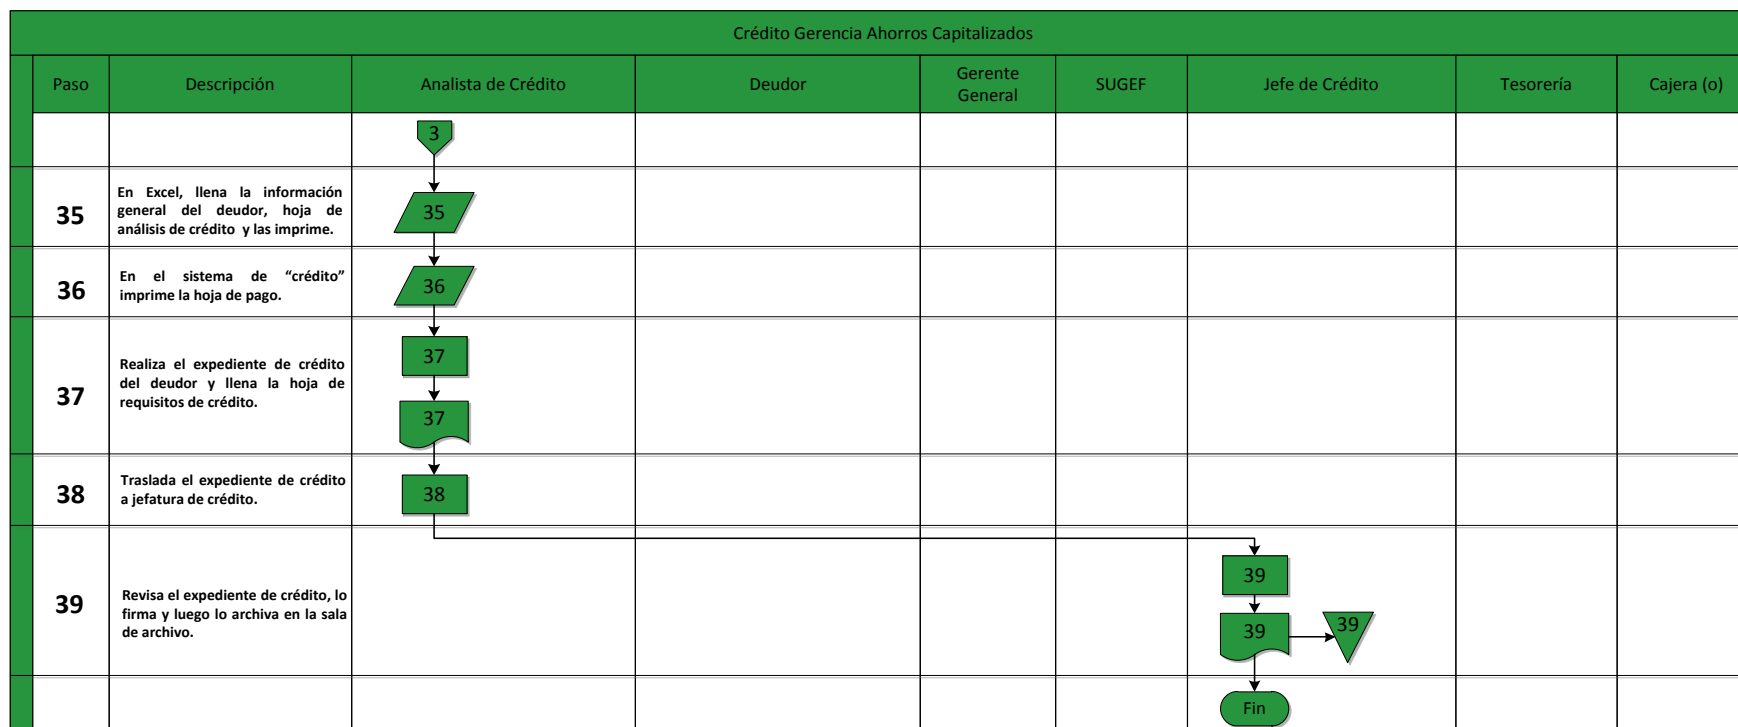 Crédito Gerencia Ahorros Capitalizados
Paso
Descripción
Analista de Crédito
Deudor
Gerente
General
SUGEF
Jefe de Crédito
Tesorería
Cajera (o)
3
35
En Excel, llena la información
general del deudor, hoja de
análisis de crédito y las imprime.
35
36
En el sistema de “crédito”
imprime la hoja de pago.
36
37
Realiza el expediente de crédito
del deudor y llena la hoja de
requisitos de crédito.
37
37
38
Traslada el expediente de crédito
a jefatura de crédito.
38
39
Revisa el expediente de crédito, lo
firma y luego lo archiva en la sala
de archivo.
39
39
39
Fin